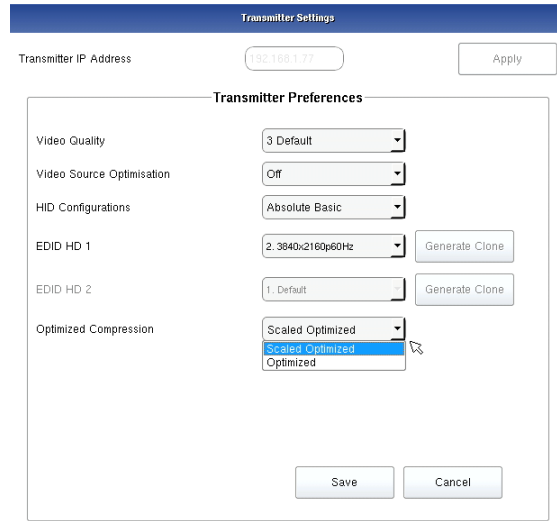 Transmitter Settings
Transmitter IP Address 192.168.1.77 Apply
Transmitter Preferences
Video Quality 3 Default
Video Source Optimisation Off
HID Configurations Absolute Basic
EDID HD 1 2. 3840x2160p60Hz Generate Clone
EDID HD 2 1. Default Generate Clone
Optimized Compression Scaled Optimized
Scaled Optimized
Optimized
Save Cancel